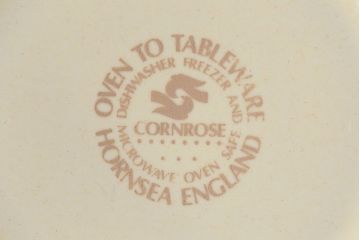 OVEN TO TABLEWARE
DISHWASHER FREEZER AND
CORNROSE
MICROWAVE OVEN SAFE
HORNSEA ENGLAND